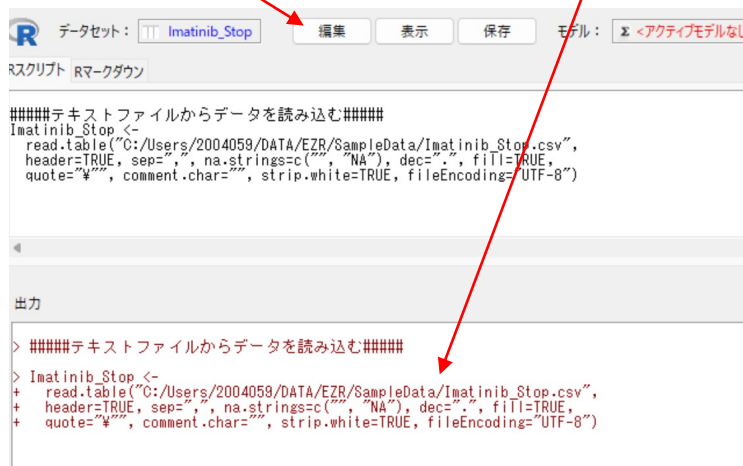 データセット： Imatinib_Stop 編集 表示 保存 モデル： Σ <アクティブモデルなし
Rスクリプト Rマークダウン
#####テキストファイルからデータを読み込む#####
Imatinib_Stop <-
  read.table("C:/Users/2004059/DATA/EZR/SampleData/Imatinib_Stop.csv",
  header=TRUE, sep=",", na.strings=c("", "NA"), dec=".", fill=TRUE,
  quote="¥"", comment.char="", strip.white=TRUE, fileEncoding="UTF-8")
出力
> #####テキストファイルからデータを読み込む#####
> Imatinib_Stop <-
+   read.table("C:/Users/2004059/DATA/EZR/SampleData/Imatinib_Stop.csv",
+   header=TRUE, sep=",", na.strings=c("", "NA"), dec=".", fill=TRUE,
+   quote="¥"", comment.char="", strip.white=TRUE, fileEncoding="UTF-8")